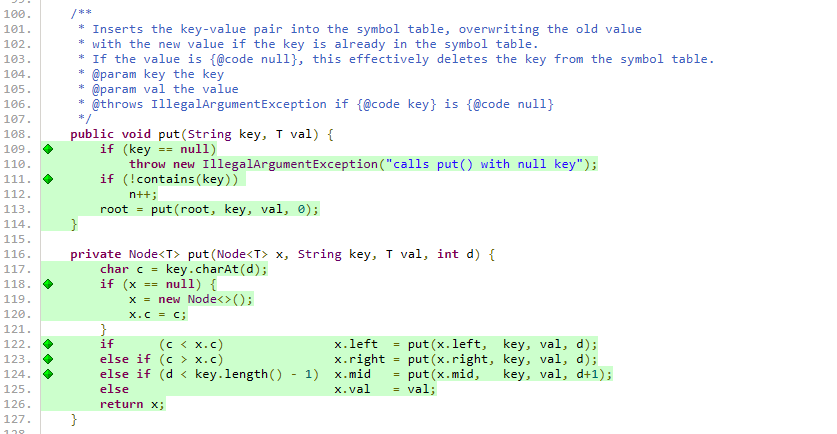 100. /**
101. * Inserts the key-value pair into the symbol table, overwriting the old value
102. * with the new value if the key is already in the symbol table.
103. * If the value is {@code null}, this effectively deletes the key from the symbol table.
104. * @param key the key
105. * @param val the value
106. * @throws IllegalArgumentException if {@code key} is {@code null}
107. */
108. public void put(String key, T val) {
109. if (key == null)
110. throw new IllegalArgumentException("calls put() with null key");
111. if (!contains(key))
112. n++;
113. root = put(root, key, val, 0);
114. }
115.
116. private Node<T> put(Node<T> x, String key, T val, int d) {
117. char c = key.charAt(d);
118. if (x == null) {
119. x = new Node<>();
120. x.c = c;
121. }
122. if (c < x.c) x.left = put(x.left, key, val, d);
123. else if (c > x.c) x.right = put(x.right, key, val, d);
124. else if (d < key.length() - 1) x.mid = put(x.mid, key, val, d+1);
125. else x.val = val;
126. return x;
127. }